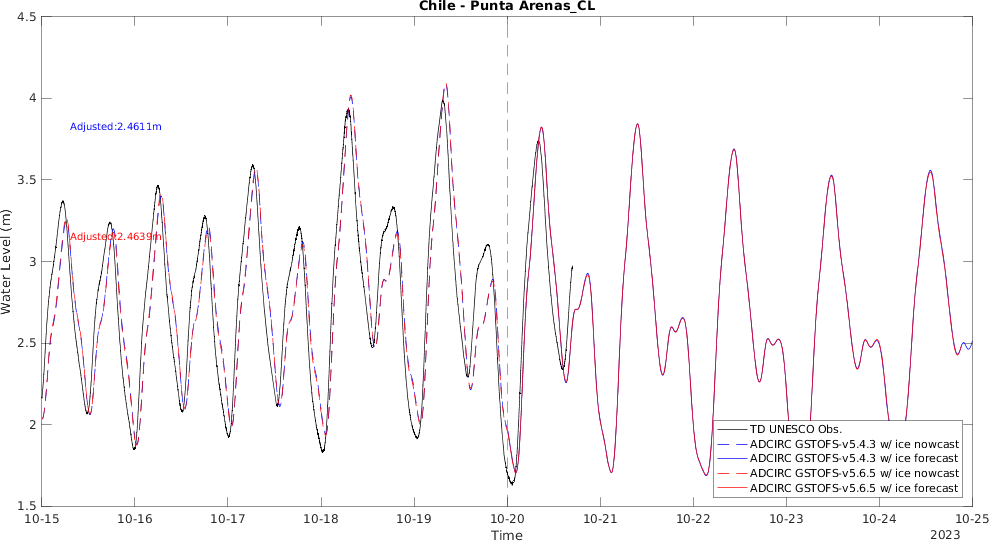 Chile - Punta Arenas_CL
4.5
4
3.5
3
2.5
2
1.5
Water Level (m)
Adjusted:2.4611m
Adjusted:2.4639m
TD UNESCO Obs.
ADCIRC GSTOFS-v5.4.3 w/ ice nowcast
ADCIRC GSTOFS-v5.4.3 w/ ice forecast
ADCIRC GSTOFS-v5.6.5 w/ ice nowcast
ADCIRC GSTOFS-v5.6.5 w/ ice forecast
10-15 10-16 10-17 10-18 10-19 10-20 10-21 10-22 10-23 10-24 10-25
Time
2023